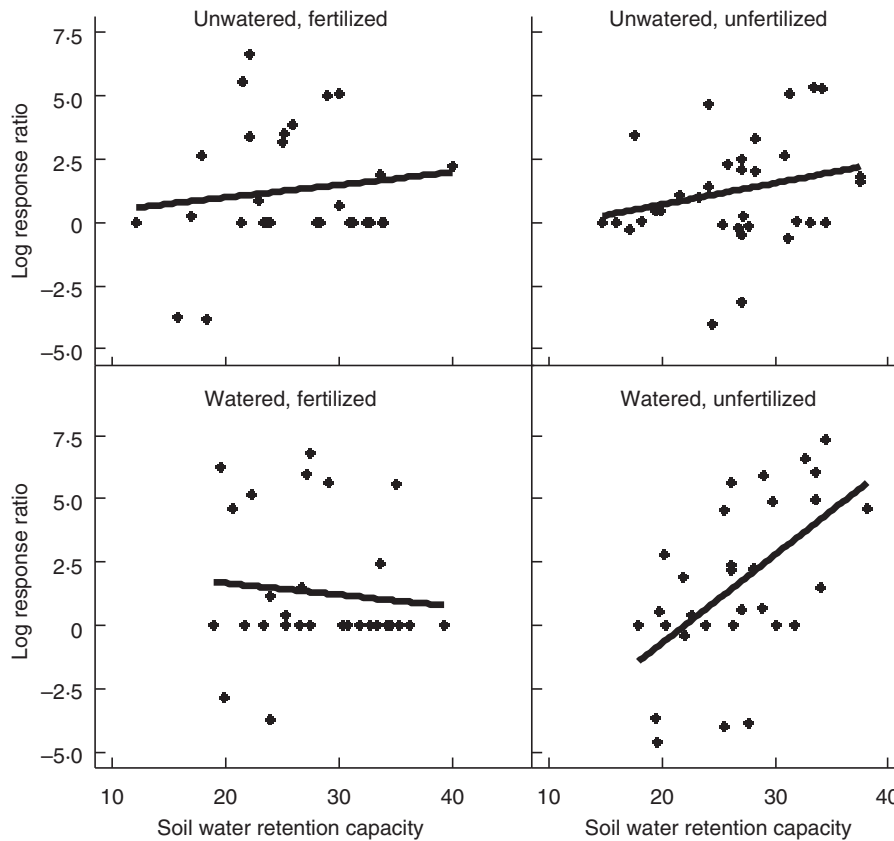 Unwatered, fertilized
Unwatered, unfertilized
7·5
5·0
2·5
0
−2·5
−5·0
Log response ratio
Watered, fertilized
Watered, unfertilized
7·5
5·0
2·5
0
−2·5
−5·0
Log response ratio
10 20 30 40
10 20 30 40
Soil water retention capacity
Soil water retention capacity